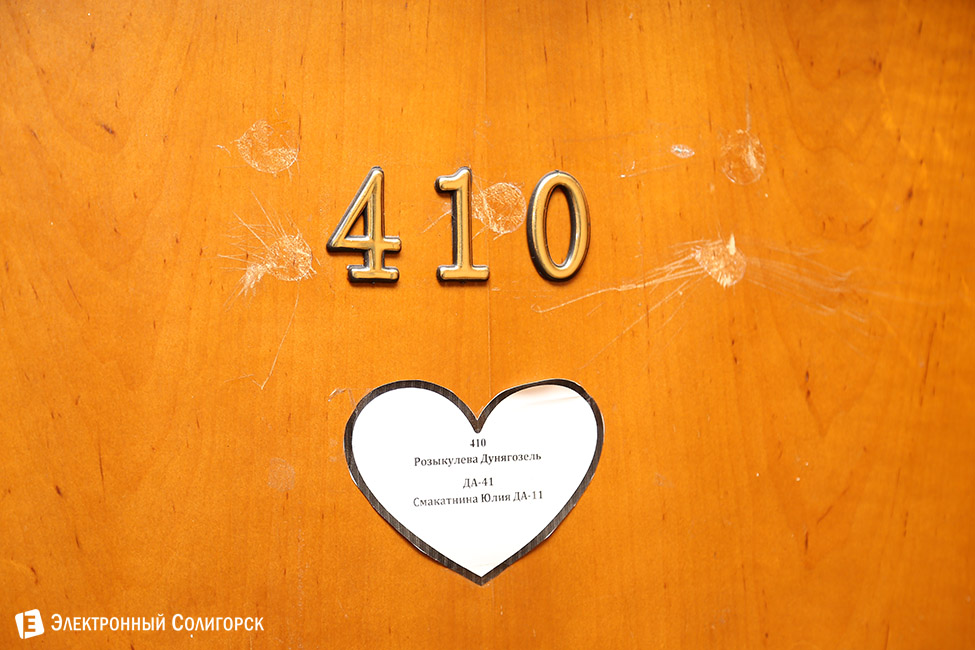 410
410
Розыкулева Дунягозель
ДА-41
Смакатнина Юлия ДА-11
Е Электронный Солигорск